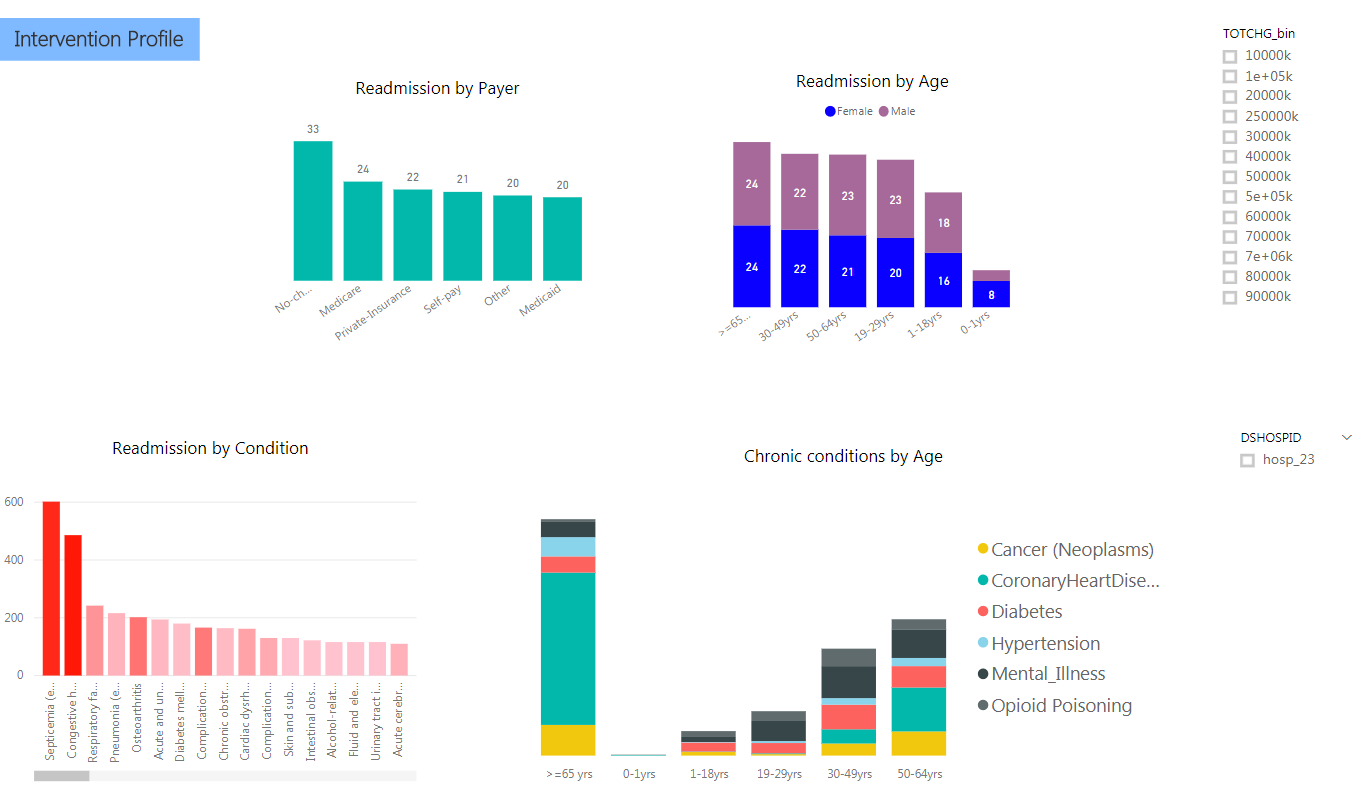 Intervention Profile
Readmission by Payer
33
24
22
21
20
20
No-ch...
Medicare
Private-Insurance
Self-pay
Other
Medicaid
Readmission by Age
Female Male
24
22
23
23
18
24
22
21
20
16
8
>=65...
30-49yrs
50-64yrs
19-29yrs
1-18yrs
0-1yrs
TOTCHG_bin
10000k
1e+05k
20000k
250000k
30000k
40000k
50000k
5e+05k
60000k
70000k
7e+06k
80000k
90000k
Readmission by Condition
600
400
200
0
Septicemia (e...
Congestive h...
Respiratory fa...
Pneumonia (e...
Osteoarthritis
Acute and un...
Diabetes mell...
Complication...
Chronic obstr...
Cardiac dysrh...
Complication...
Skin and sub...
Intestinal obs...
Alcohol-relat...
Fluid and ele...
Urinary tract i...
Acute cerebr...
Chronic conditions by Age
>=65 yrs
0-1yrs
1-18yrs
19-29yrs
30-49yrs
50-64yrs
Cancer (Neoplasms)
CoronaryHeartDise...
Diabetes
Hypertension
Mental_Illness
Opioid Poisoning
DSHOSPID
hosp_23